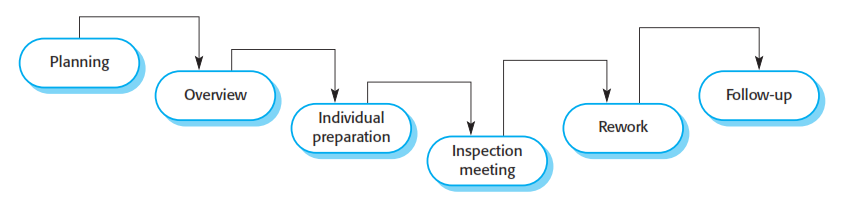 Planning
Overview
Individual
preparation
Inspection
meeting
Rework
Follow-up